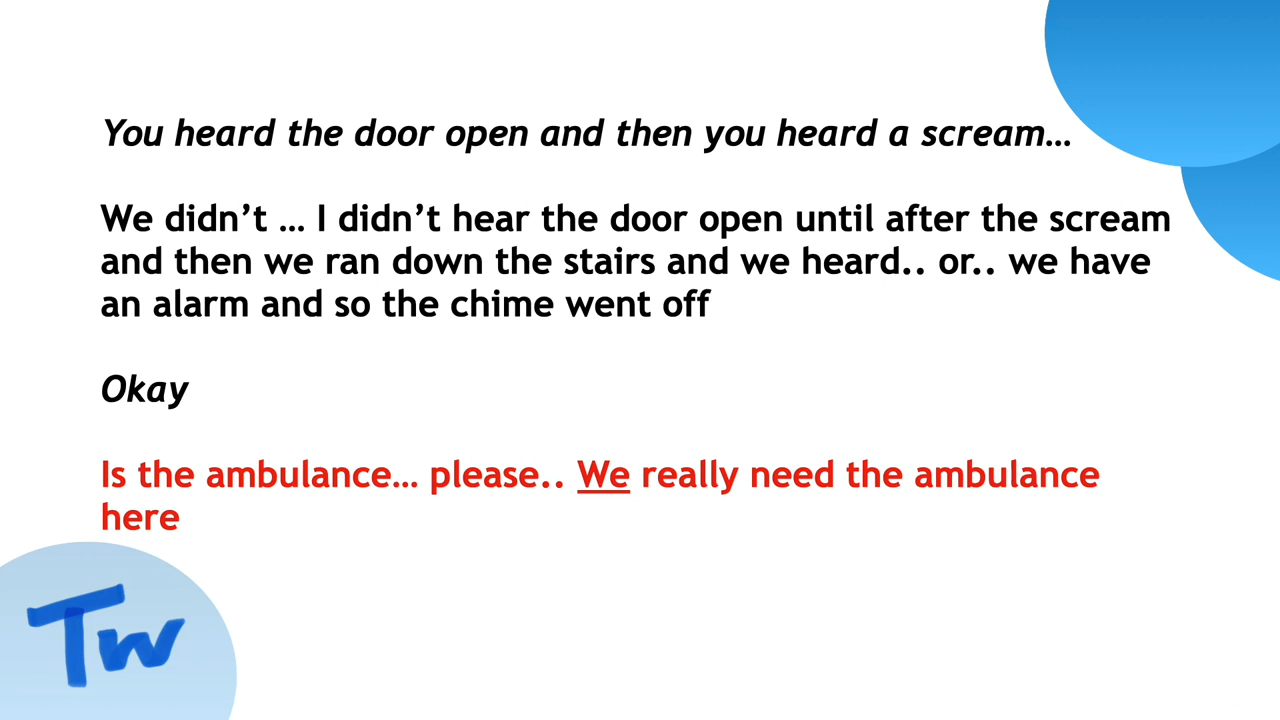 You heard the door open and then you heard a scream…
We didn’t … I didn’t hear the door open until after the scream
and then we ran down the stairs and we heard.. or.. we have
an alarm and so the chime went off
Okay
Is the ambulance… please.. We really need the ambulance
here
Tw